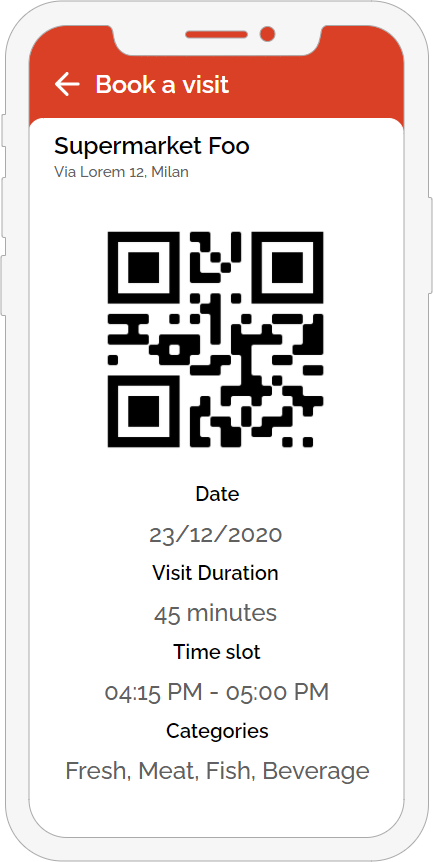 Book a visit
Supermarket Foo
Via Lorem 12, Milan
Date
23/12/2020
Visit Duration
45 minutes
Time slot
04:15 PM - 05:00 PM
Categories
Fresh, Meat, Fish, Beverage